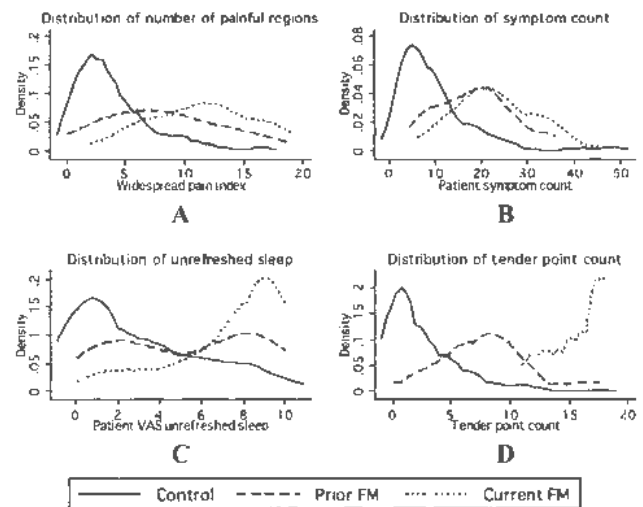 Distribution of number of painful regions
Density
0 .05 .1 .15 .2
0 5 10 15 20
Widespread pain index
A
Distribution of symptom count
Density
0 .02 .04 .06 .08
0 10 20 30 40 50
Patient symptom count
B
Distribution of unrefreshed sleep
Density
0 .05 .1 .15 .2
0 2 4 6 8 10
Patient VAS unrefreshed sleep
C
Distribution of tender point count
Density
0 .05 .1 .15 .2
0 5 10 15 20
Tender point count
D
Control Prior FM Current FM